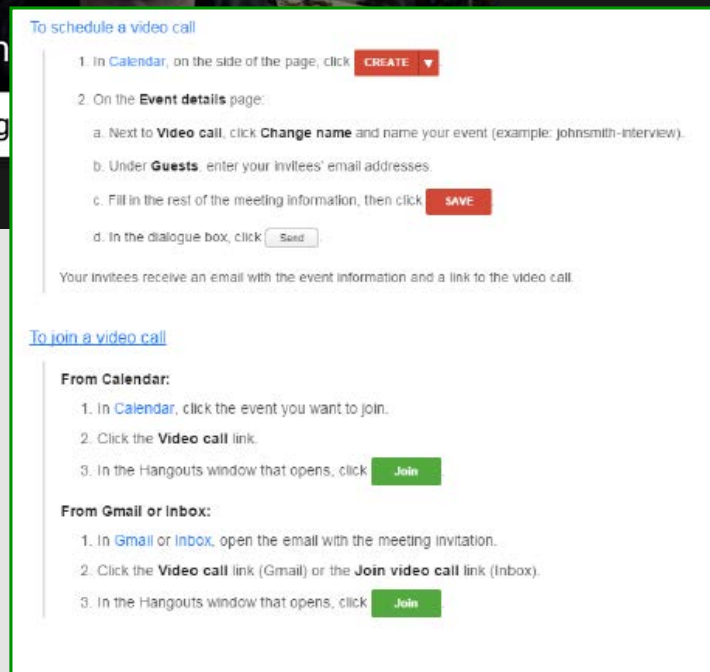 To schedule a video call
1. In Calendar, on the side of the page, click CREATE ▼
2. On the Event details page:
a. Next to Video call, click Change name and name your event (example: johnsmith-interview).
b. Under Guests, enter your invitees' email addresses.
c. Fill in the rest of the meeting information, then click SAVE
d. In the dialogue box, click Send.
Your invitees receive an email with the event information and a link to the video call.
To join a video call
From Calendar:
1. In Calendar, click the event you want to join.
2. Click the Video call link.
3. In the Hangouts window that opens, click Join
From Gmail or Inbox:
1. In Gmail or Inbox, open the email with the meeting invitation.
2. Click the Video call link (Gmail) or the Join video call link (Inbox).
3. In the Hangouts window that opens, click Join